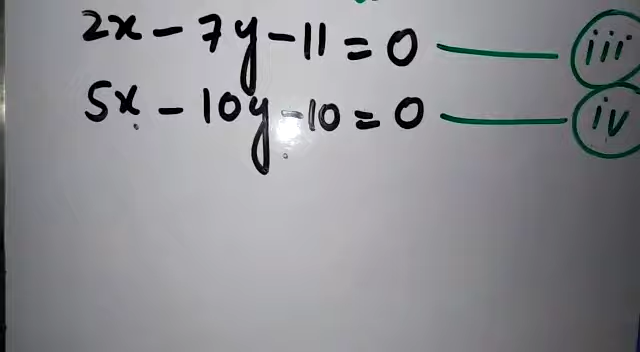 2x - 7y - 11 = 0 — iii
5x - 10y - 10 = 0 — iv